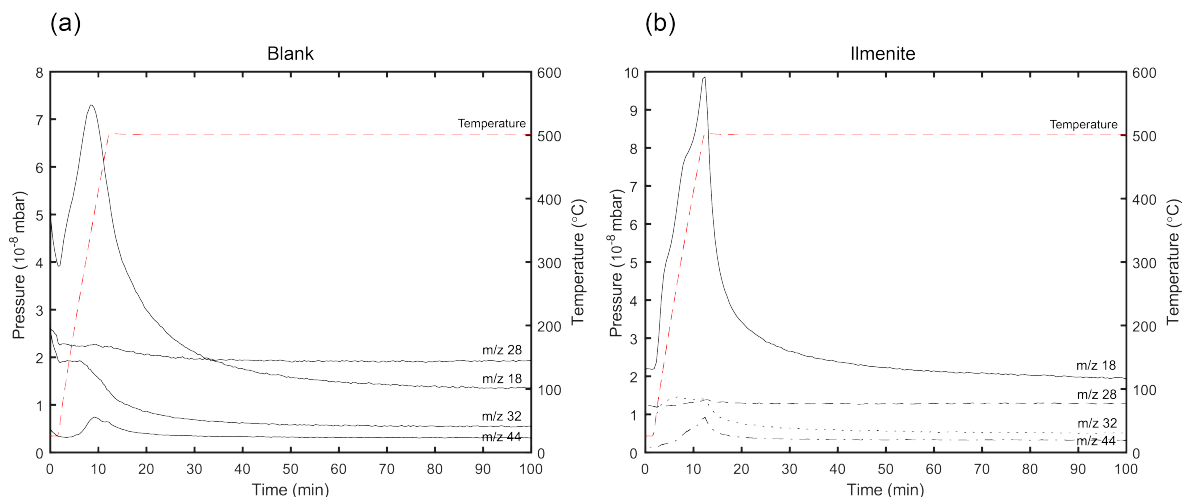 (a)
Blank
8
7
6
5
4
3
2
1
0
Pressure (10⁻⁸ mbar)
600
500
400
300
200
100
0
Temperature (°C)
Temperature
m/z 28
m/z 18
m/z 32
m/z 44
0 10 20 30 40 50 60 70 80 90 100
Time (min)
(b)
Ilmenite
10
9
8
7
6
5
4
3
2
1
0
Pressure (10⁻⁸ mbar)
600
500
400
300
200
100
0
Temperature (°C)
Temperature
m/z 18
m/z 28
m/z 32
m/z 44
0 10 20 30 40 50 60 70 80 90 100
Time (min)